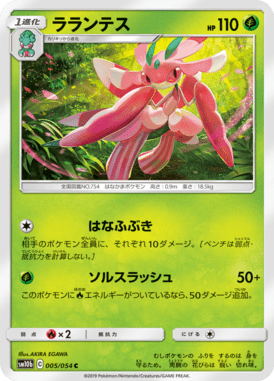 1進化
ラランテス
HP 110
カリキリから進化
全国図鑑NO.754 はなかまポケモン 高さ:0.9m 重さ:18.5kg
はなふぶき
相手のポケモン全員に、それぞれ10ダメージ。[ベンチは弱点・
抵抗力を計算しない。]
ソルスラッシュ 50+
このポケモンにエネルギーがついているなら、50ダメージ追加。
弱点 ×2 抵抗力 にげる
Illus.AKIRA EGAWA
sm10b 005/054 C
©2019 Pokémon/Nintendo/Creatures/GAME FREAK.